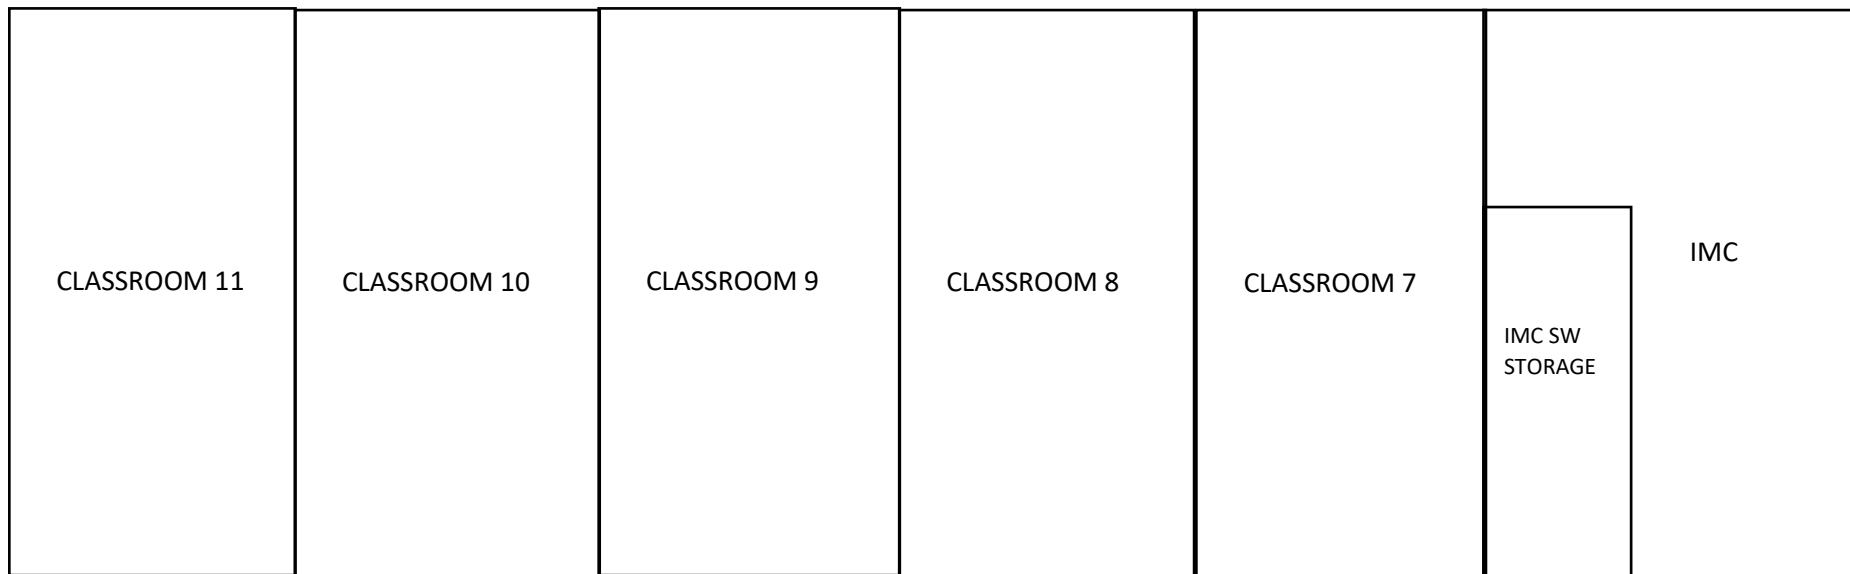 CLASSROOM 11
CLASSROOM 10
CLASSROOM 9
CLASSROOM 8
CLASSROOM 7
IMC SW
STORAGE
IMC